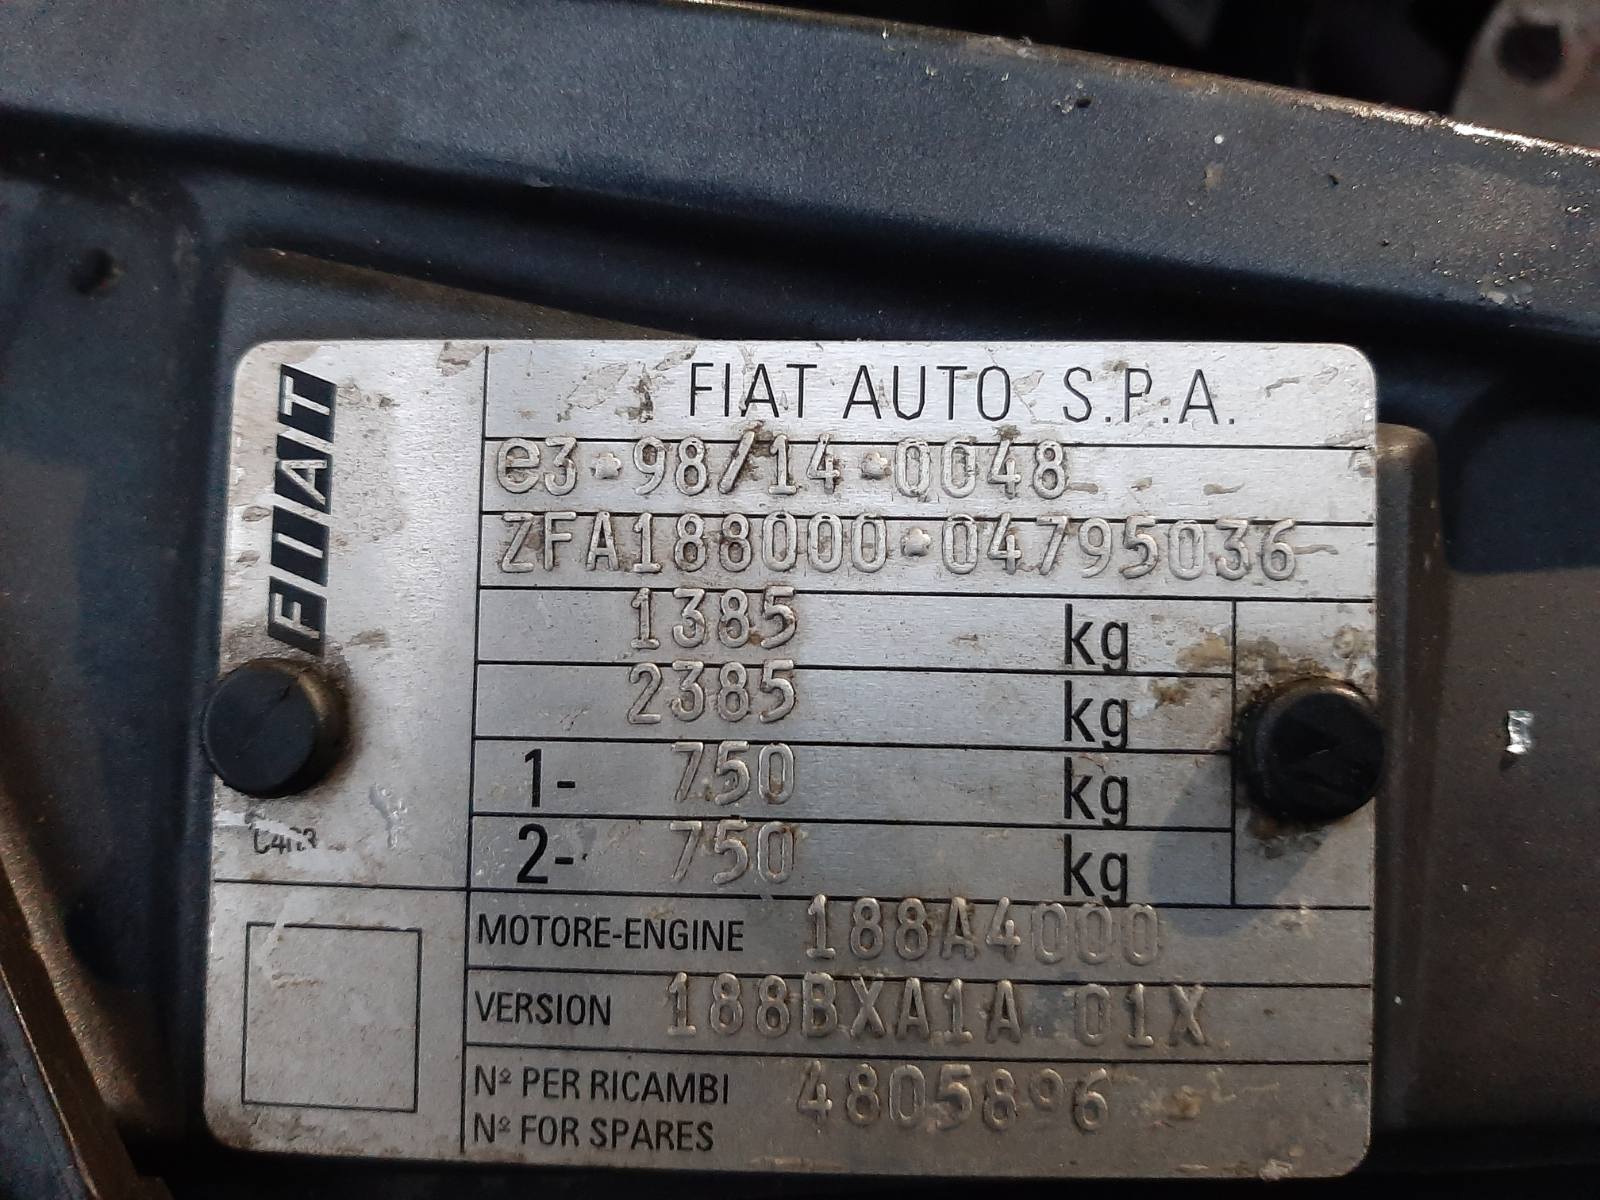 FIAT
FIAT AUTO S.P.A.
e3*98/14*0048
ZFA188000*04795036
1385 kg
2385 kg
1- 750 kg
2- 750 kg
MOTORE-ENGINE 188A4000
VERSION 188BXA1A 01X
Nº PER RICAMBI 4805896
Nº FOR SPARES